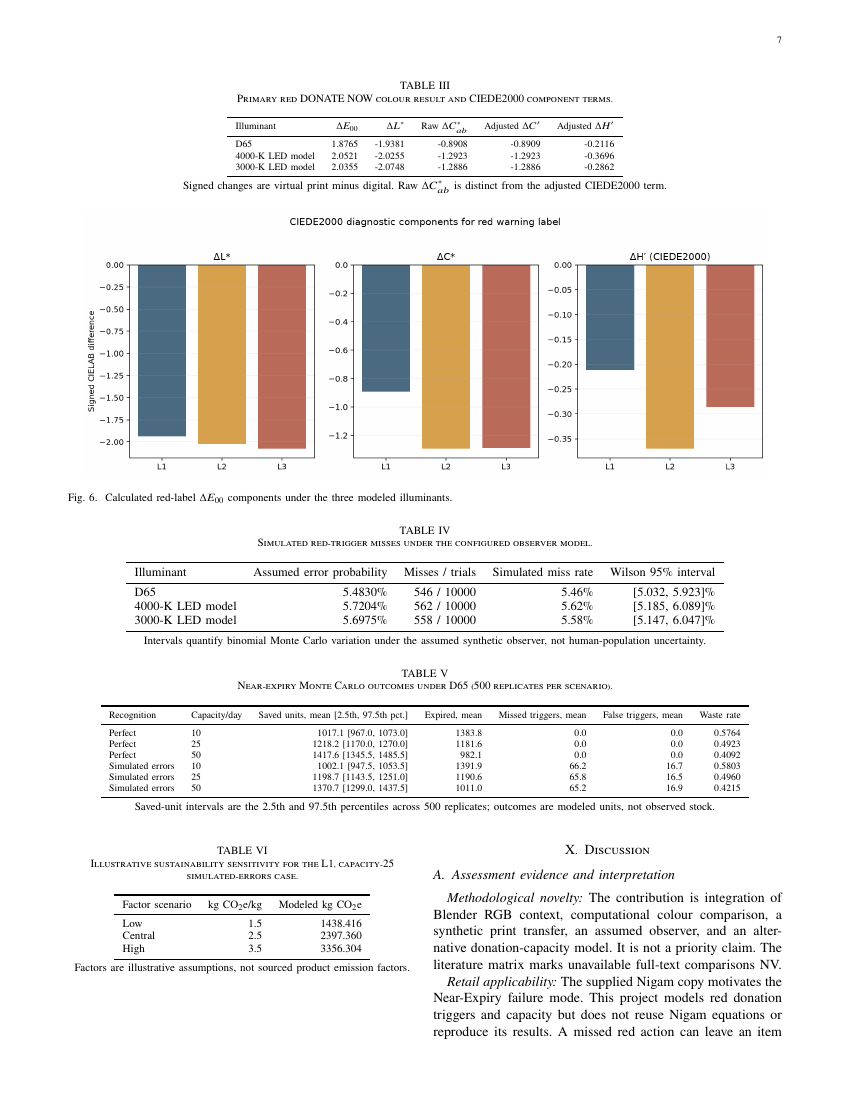 7
TABLE III
PRIMARY RED DONATE NOW COLOUR RESULT AND CIEDE2000 COMPONENT TERMS.
Illuminant ΔE00 ΔL* Raw ΔC*ab Adjusted ΔC′ Adjusted ΔH′
D65 1.8765 -1.9381 -0.8908 -0.8909 -0.2116
4000-K LED model 2.0521 -2.0255 -1.2923 -1.2923 -0.3696
3000-K LED model 2.0355 -2.0748 -1.2886 -1.2886 -0.2862
Signed changes are virtual print minus digital. Raw ΔC*ab is distinct from the adjusted CIEDE2000 term.
CIEDE2000 diagnostic components for red warning label
ΔL*
Signed CIELAB difference
0.00
−0.25
−0.50
−0.75
−1.00
−1.25
−1.50
−1.75
−2.00
L1 L2 L3
ΔC*
0.0
−0.2
−0.4
−0.6
−0.8
−1.0
−1.2
L1 L2 L3
ΔH′ (CIEDE2000)
0.00
−0.05
−0.10
−0.15
−0.20
−0.25
−0.30
−0.35
L1 L2 L3
Fig. 6. Calculated red-label ΔE00 components under the three modeled illuminants.
TABLE IV
SIMULATED RED-TRIGGER MISSES UNDER THE CONFIGURED OBSERVER MODEL.
Illuminant Assumed error probability Misses / trials Simulated miss rate Wilson 95% interval
D65 5.4830% 546 / 10000 5.46% [5.032, 5.923]%
4000-K LED model 5.7204% 562 / 10000 5.62% [5.185, 6.089]%
3000-K LED model 5.6975% 558 / 10000 5.58% [5.147, 6.047]%
Intervals quantify binomial Monte Carlo variation under the assumed synthetic observer, not human-population uncertainty.
TABLE V
NEAR-EXPIRY MONTE CARLO OUTCOMES UNDER D65 (500 REPLICATES PER SCENARIO).
Recognition Capacity/day Saved units, mean [2.5th, 97.5th pct.] Expired, mean Missed triggers, mean False triggers, mean Waste rate
Perfect 10 1017.1 [967.0, 1073.0] 1383.8 0.0 0.0 0.5764
Perfect 25 1218.2 [1170.0, 1270.0] 1181.6 0.0 0.0 0.4923
Perfect 50 1417.6 [1345.5, 1485.5] 982.1 0.0 0.0 0.4092
Simulated errors 10 1002.1 [947.5, 1053.5] 1391.9 66.2 16.7 0.5803
Simulated errors 25 1198.7 [1143.5, 1251.0] 1190.6 65.8 16.5 0.4960
Simulated errors 50 1370.7 [1299.0, 1437.5] 1011.0 65.2 16.9 0.4215
Saved-unit intervals are the 2.5th and 97.5th percentiles across 500 replicates; outcomes are modeled units, not observed stock.
TABLE VI
ILLUSTRATIVE SUSTAINABILITY SENSITIVITY FOR THE L1, CAPACITY-25
SIMULATED-ERRORS CASE.
Factor scenario kg CO2e/kg Modeled kg CO2e
Low 1.5 1438.416
Central 2.5 2397.360
High 3.5 3356.304
Factors are illustrative assumptions, not sourced product emission factors.
X. DISCUSSION
A. Assessment evidence and interpretation
Methodological novelty: The contribution is integration of
Blender RGB context, computational colour comparison, a
synthetic print transfer, an assumed observer, and an alter-
native donation-capacity model. It is not a priority claim. The
literature matrix marks unavailable full-text comparisons NV.
Retail applicability: The supplied Nigam copy motivates the
Near-Expiry failure mode. This project models red donation
triggers and capacity but does not reuse Nigam equations or
reproduce its results. A missed red action can leave an item